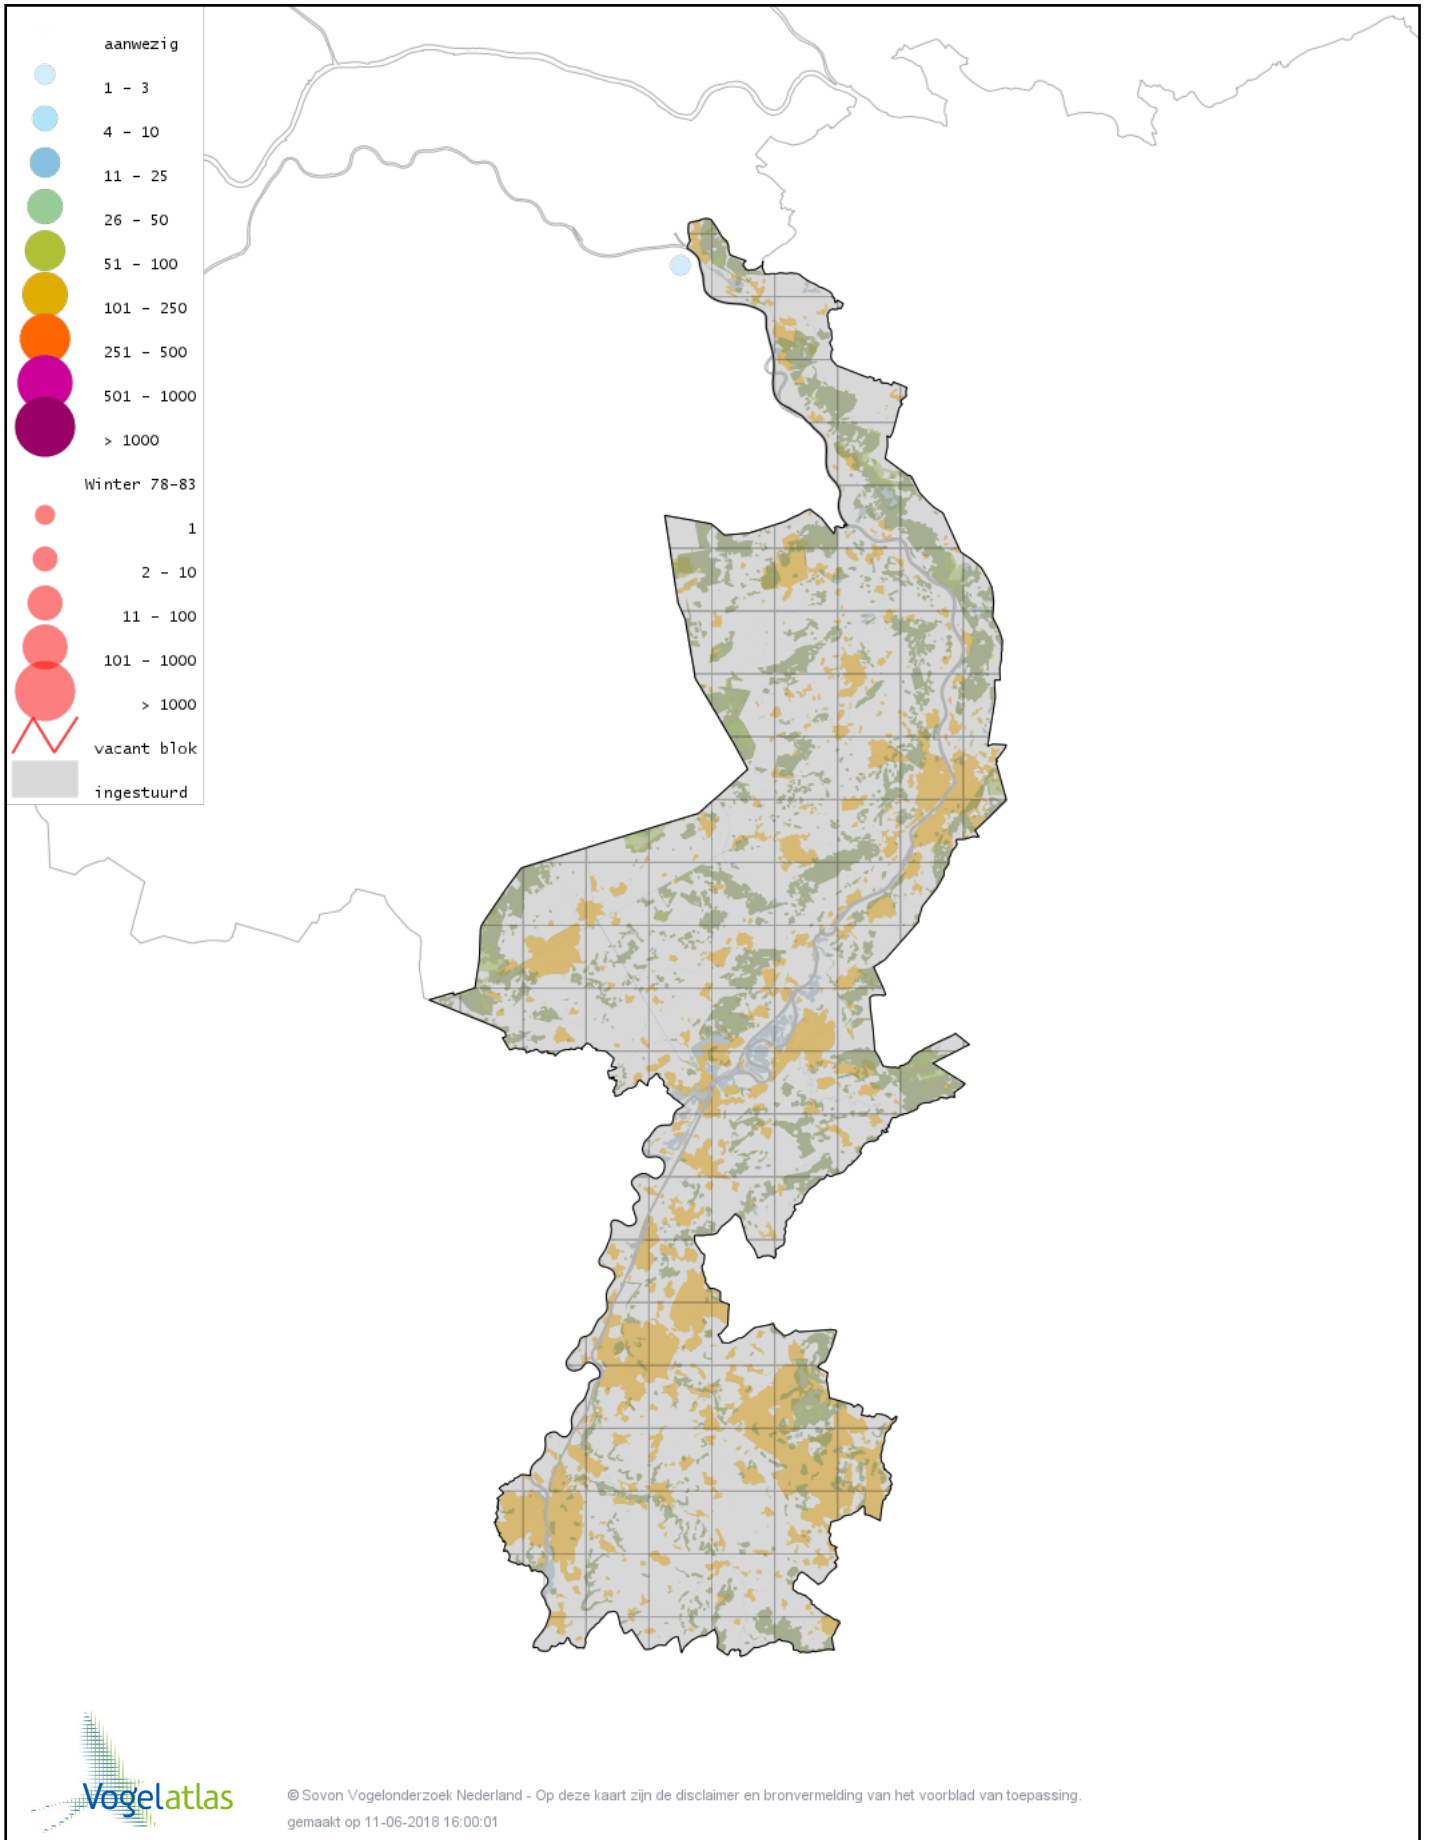 aanwezig
1 - 3
4 - 10
11 - 25
26 - 50
51 - 100
101 - 250
251 - 500
501 - 1000
> 1000
Winter 78-83
1
2 - 10
11 - 100
101 - 1000
> 1000
vacant blok
ingestuurd
Vogelatlas
© Sovon Vogelonderzoek Nederland - Op deze kaart zijn de disclaimer en bronvermelding van het voorblad van toepassing.
gemaakt op 11-06-2018 16:00:01